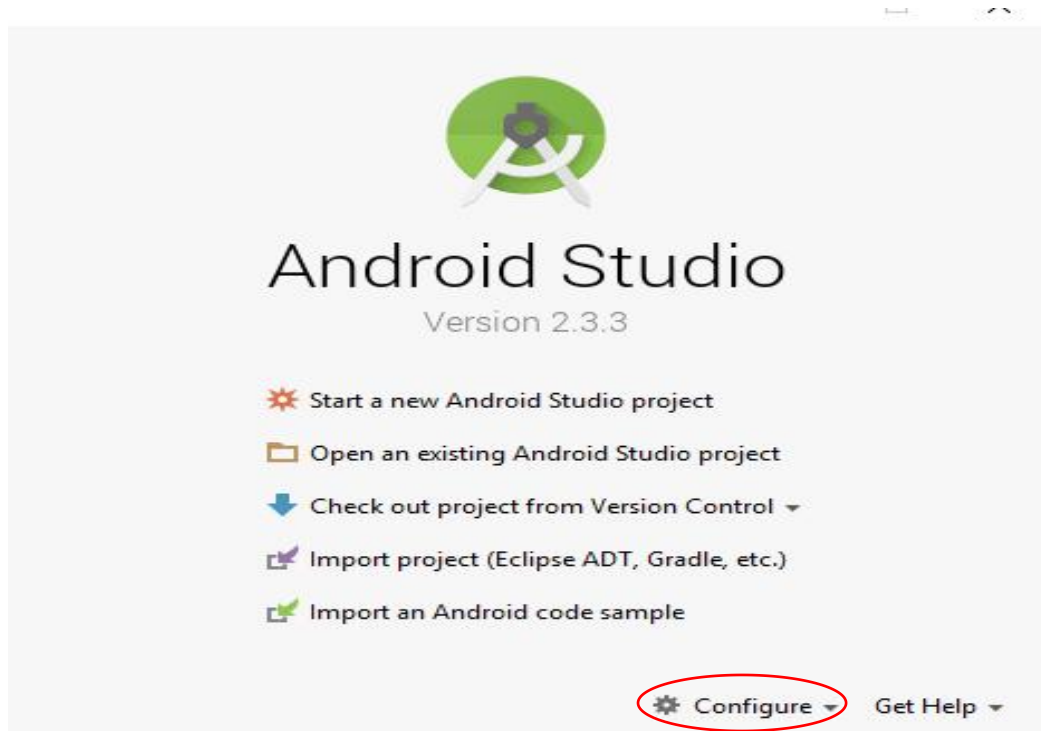 Android Studio
Version 2.3.3
Start a new Android Studio project
Open an existing Android Studio project
Check out project from Version Control
Import project (Eclipse ADT, Gradle, etc.)
Import an Android code sample
Configure Get Help